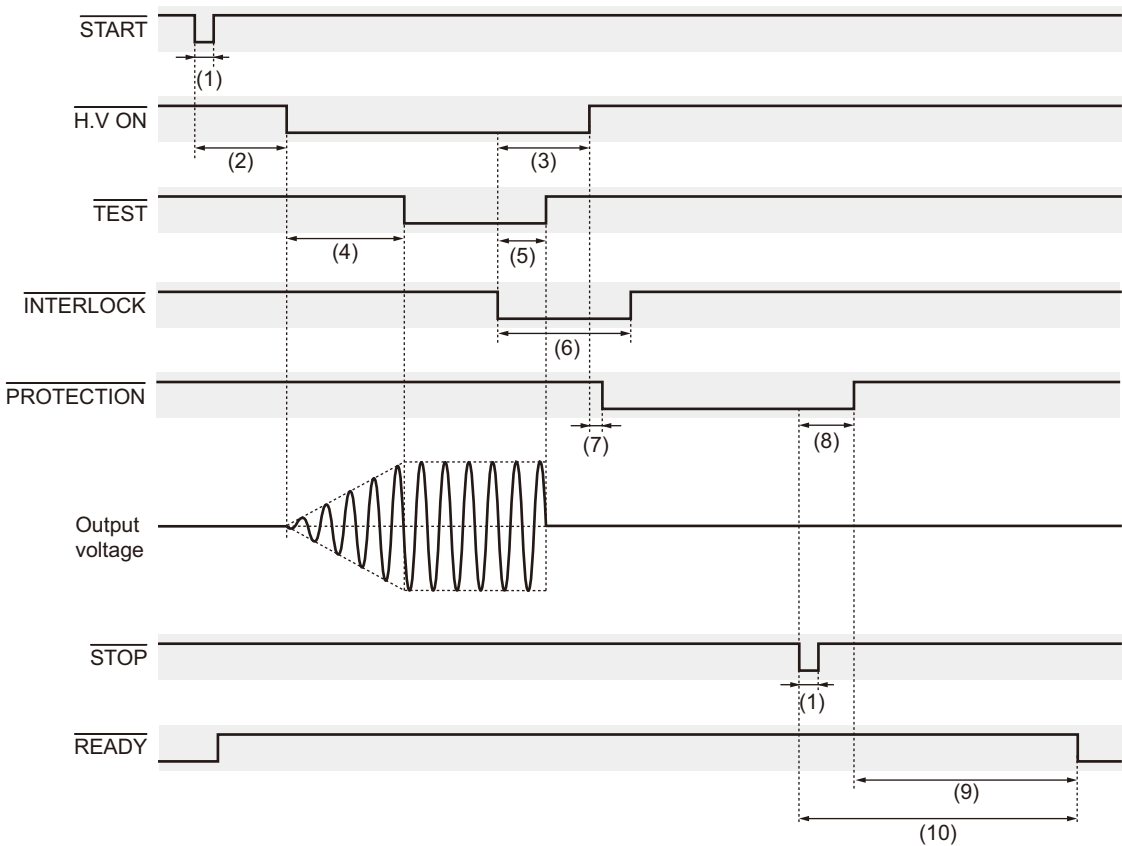 START
(1)
H.V ON
(2)
(3)
TEST
(4)
(5)
INTERLOCK
(6)
PROTECTION
(7)
(8)
Output
voltage
STOP
(1)
READY
(9)
(10)